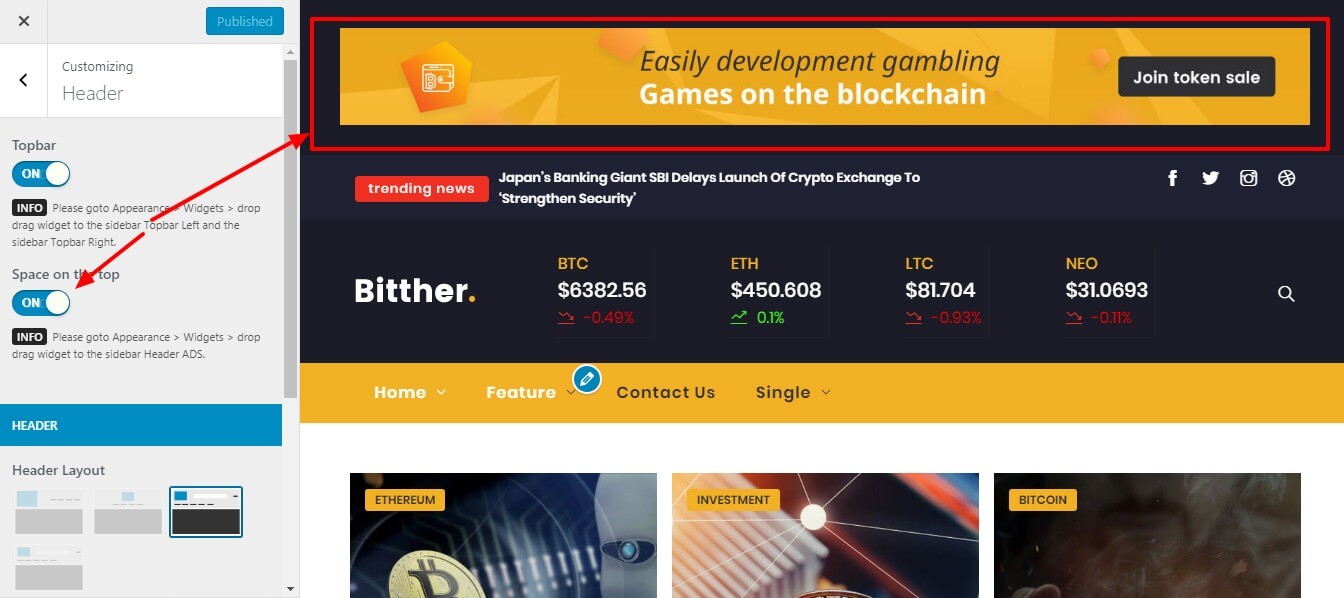 Published
Customizing
Header
Topbar
ON
INFO Please goto Appearance > Widgets > drop
drag widget to the sidebar Topbar Left and the
sidebar Topbar Right.
Space on the top
ON
INFO Please goto Appearance > Widgets > drop
drag widget to the sidebar Header ADS.
HEADER
Header Layout
Easily development gambling
Games on the blockchain
Join token sale
trending news
Japan's Banking Giant SBI Delays Launch Of Crypto Exchange To
‘Strengthen Security’
Bitther.
BTC
$6382.56
-0.49%
ETH
$450.608
0.1%
LTC
$81.704
-0.93%
NEO
$31.0693
-0.11%
Home
Feature
Contact Us
Single
ETHEREUM
INVESTMENT
BITCOIN